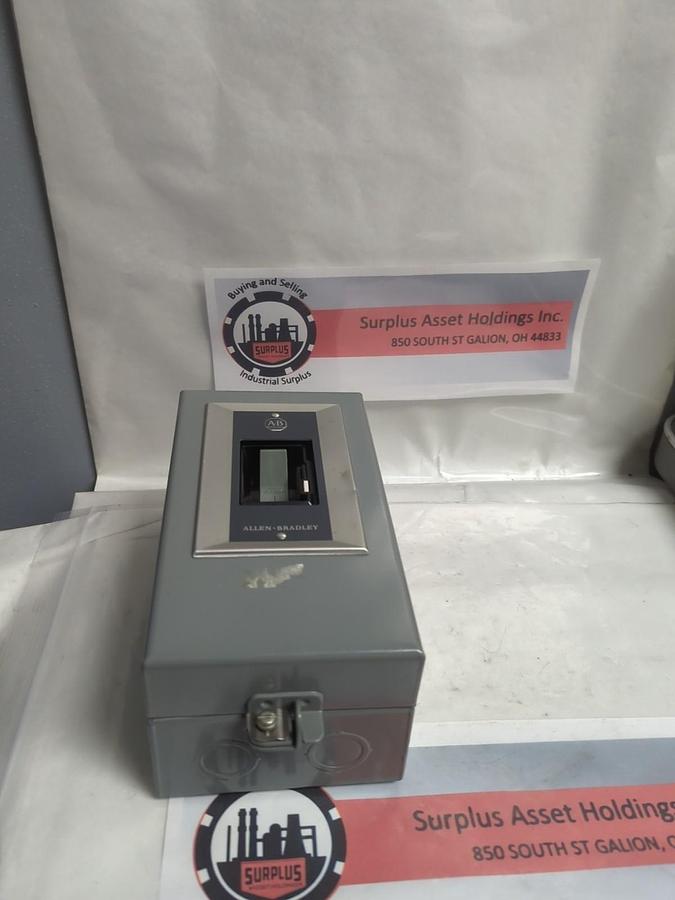 Buying and Selling
SURPLUS
Industrial Surplus
Surplus Asset Holdings Inc.
850 SOUTH ST GALION, OH 44833
AB
ALLEN-BRADLEY
SURPLUS
Surplus Asset Holdings
850 SOUTH ST GALION,